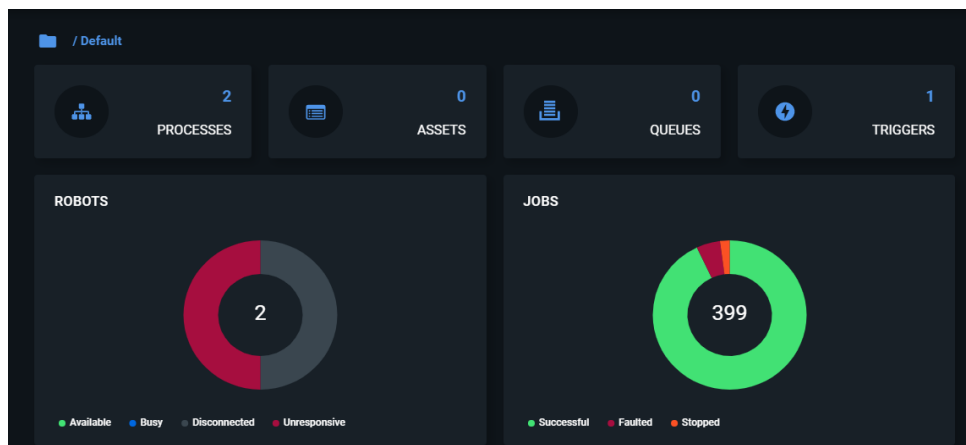 / Default
2
PROCESSES
0
ASSETS
0
QUEUES
1
TRIGGERS
ROBOTS
2
Available Busy Disconnected Unresponsive
JOBS
399
Successful Faulted Stopped